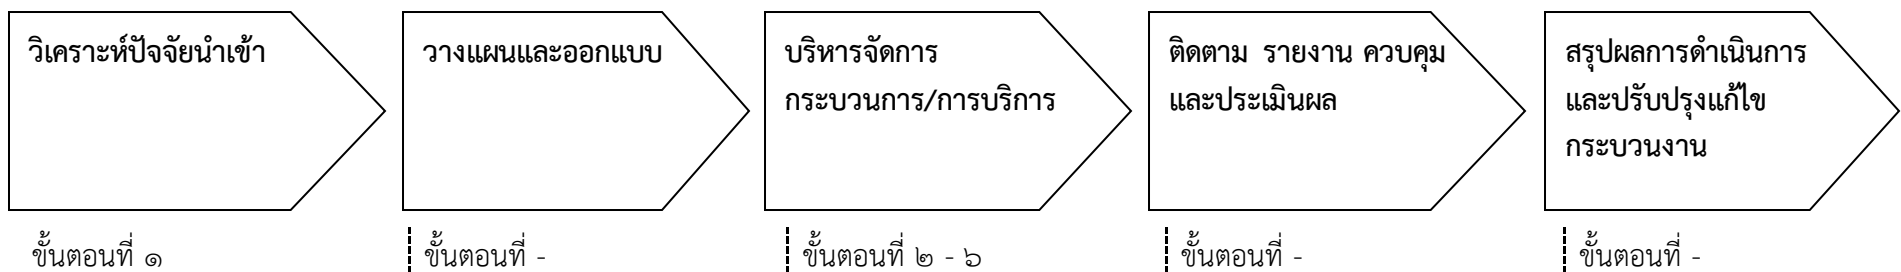 วิเคราะห์ปัจจัยนำเข้า
วางแผนและออกแบบ
บริหารจัดการ
กระบวนการ/การบริการ
ติดตาม รายงาน ควบคุม
และประเมินผล
สรุปผลการดำเนินการ
และปรับปรุงแก้ไข
กระบวนงาน
ขั้นตอนที่ ๑
ขั้นตอนที่ -
ขั้นตอนที่ ๒ - ๖
ขั้นตอนที่ -
ขั้นตอนที่ -